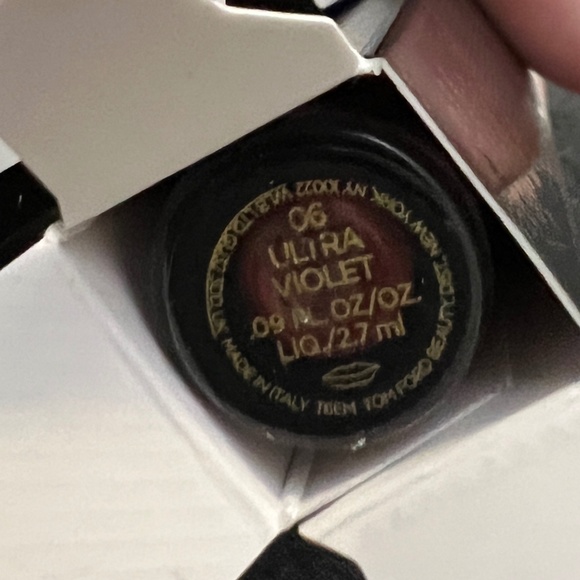 06
ULTRA
VIOLET
.09 FL. OZ/OZ.
LIQ./2.7 ml
MADE IN ITALY TBEM TOM FORD BEAUTY, DIST. NEW YORK, NY 10022